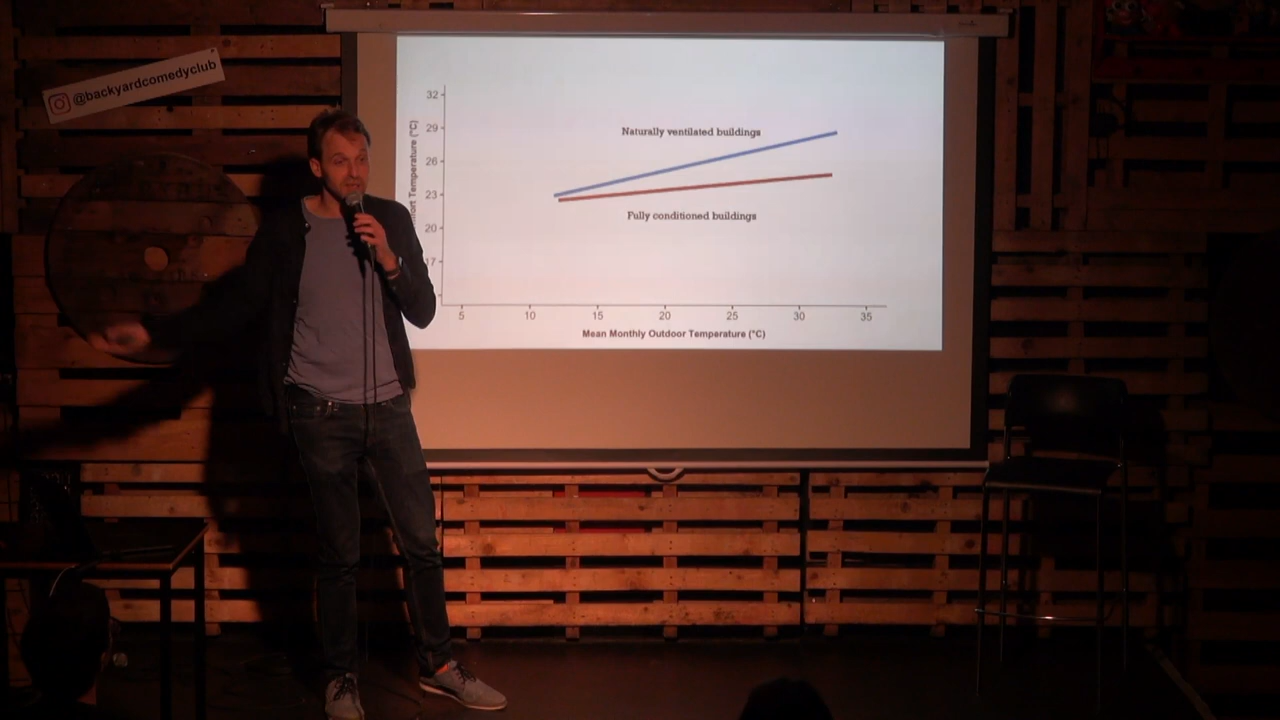 @backyardcomedyclub
32
29
26
23
20
17
Temperature (°C)
Naturally ventilated buildings
Fully conditioned buildings
5 10 15 20 25 30 35
Mean Monthly Outdoor Temperature (°C)